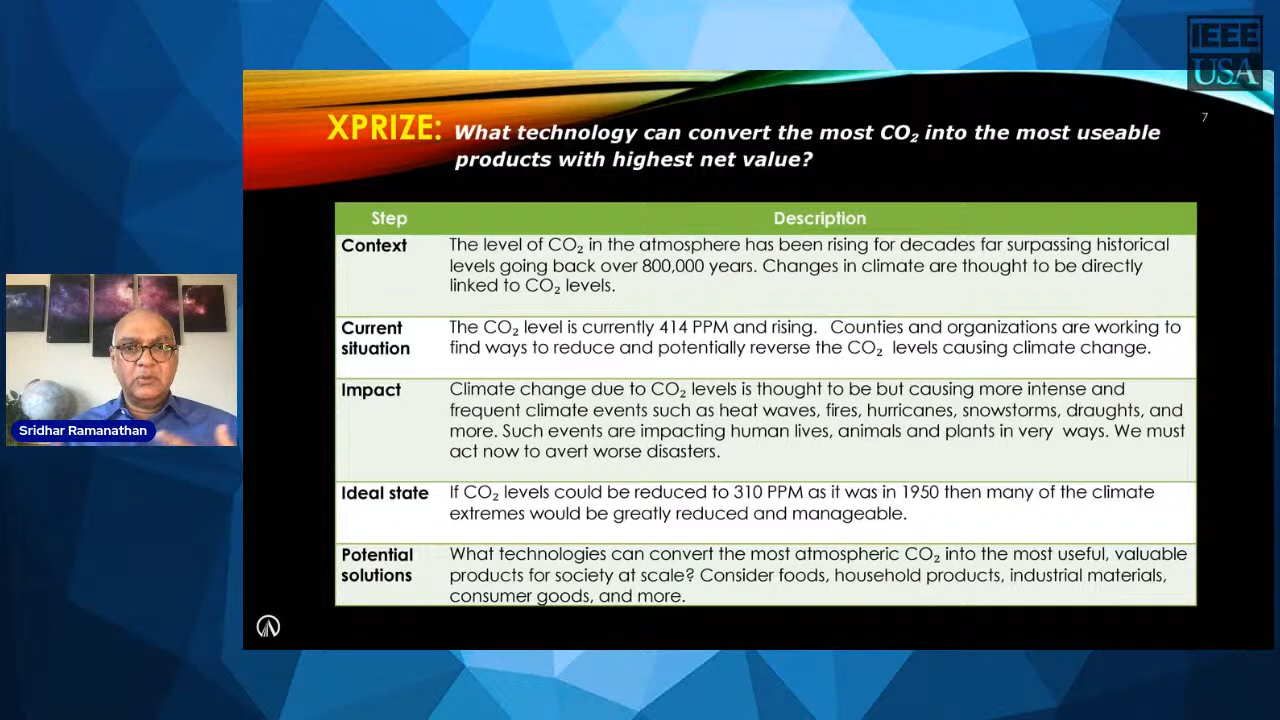 IEEE
USA
7
XPRIZE: What technology can convert the most CO₂ into the most useable
products with highest net value?
Step Description
Context The level of CO₂ in the atmosphere has been rising for decades far surpassing historical
levels going back over 800,000 years. Changes in climate are thought to be directly
linked to CO₂ levels.
Current The CO₂ level is currently 414 PPM and rising. Counties and organizations are working to
situation find ways to reduce and potentially reverse the CO₂ levels causing climate change.
Impact Climate change due to CO₂ levels is thought to be but causing more intense and
frequent climate events such as heat waves, fires, hurricanes, snowstorms, draughts, and
more. Such events are impacting human lives, animals and plants in very ways. We must
act now to avert worse disasters.
Ideal state If CO₂ levels could be reduced to 310 PPM as it was in 1950 then many of the climate
extremes would be greatly reduced and manageable.
Potential What technologies can convert the most atmospheric CO₂ into the most useful, valuable
solutions products for society at scale? Consider foods, household products, industrial materials,
consumer goods, and more.
Sridhar Ramanathan